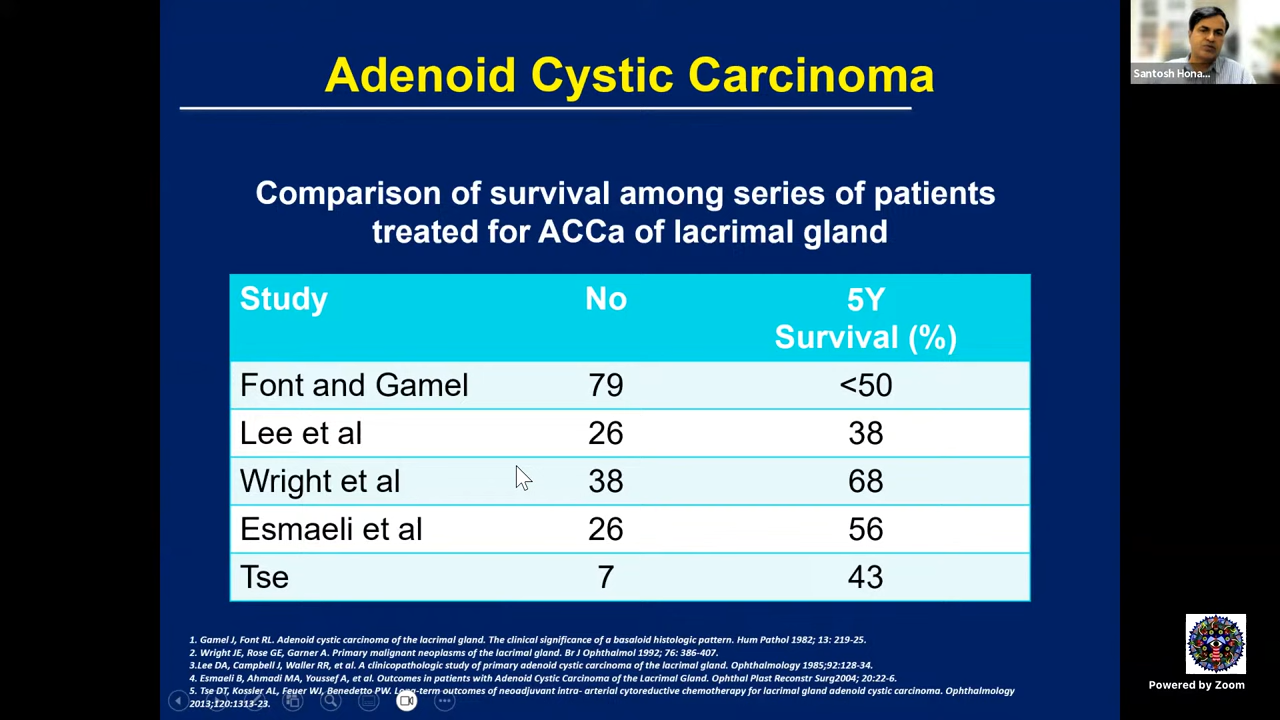 Adenoid Cystic Carcinoma
Santosh Hona...
Comparison of survival among series of patients
treated for ACCa of lacrimal gland
Study No 5Y
Survival (%)
Font and Gamel 79 <50
Lee et al 26 38
Wright et al 38 68
Esmaeli et al 26 56
Tse 7 43
1. Gamel J, Font RL. Adenoid cystic carcinoma of the lacrimal gland. The clinical significance of a basaloid histologic pattern. Hum Pathol 1982; 13: 219-25.
2. Wright JE, Rose GE, Garner A. Primary malignant neoplasms of the lacrimal gland. Br J Ophthalmol 1992; 76: 386-407.
3.Lee DA, Campbell J, Waller RR, et al. A clinicopathologic study of primary adenoid cystic carcinoma of the lacrimal gland. Ophthalmology 1985;92:128-34.
4. Esmaeli B, Ahmadi MA, Youssef A, et al. Outcomes in patients with Adenoid Cystic Carcinoma of the Lacrimal Gland. Ophthal Plast Reconstr Surg2004; 20:22-6.
5. Tse DT, Kossler AL, Feuer WJ, Benedetto PW. Long-term outcomes of neoadjuvant intra- arterial cytoreductive chemotherapy for lacrimal gland adenoid cystic carcinoma. Ophthalmology
2013;120:1313-23.
Powered by Zoom